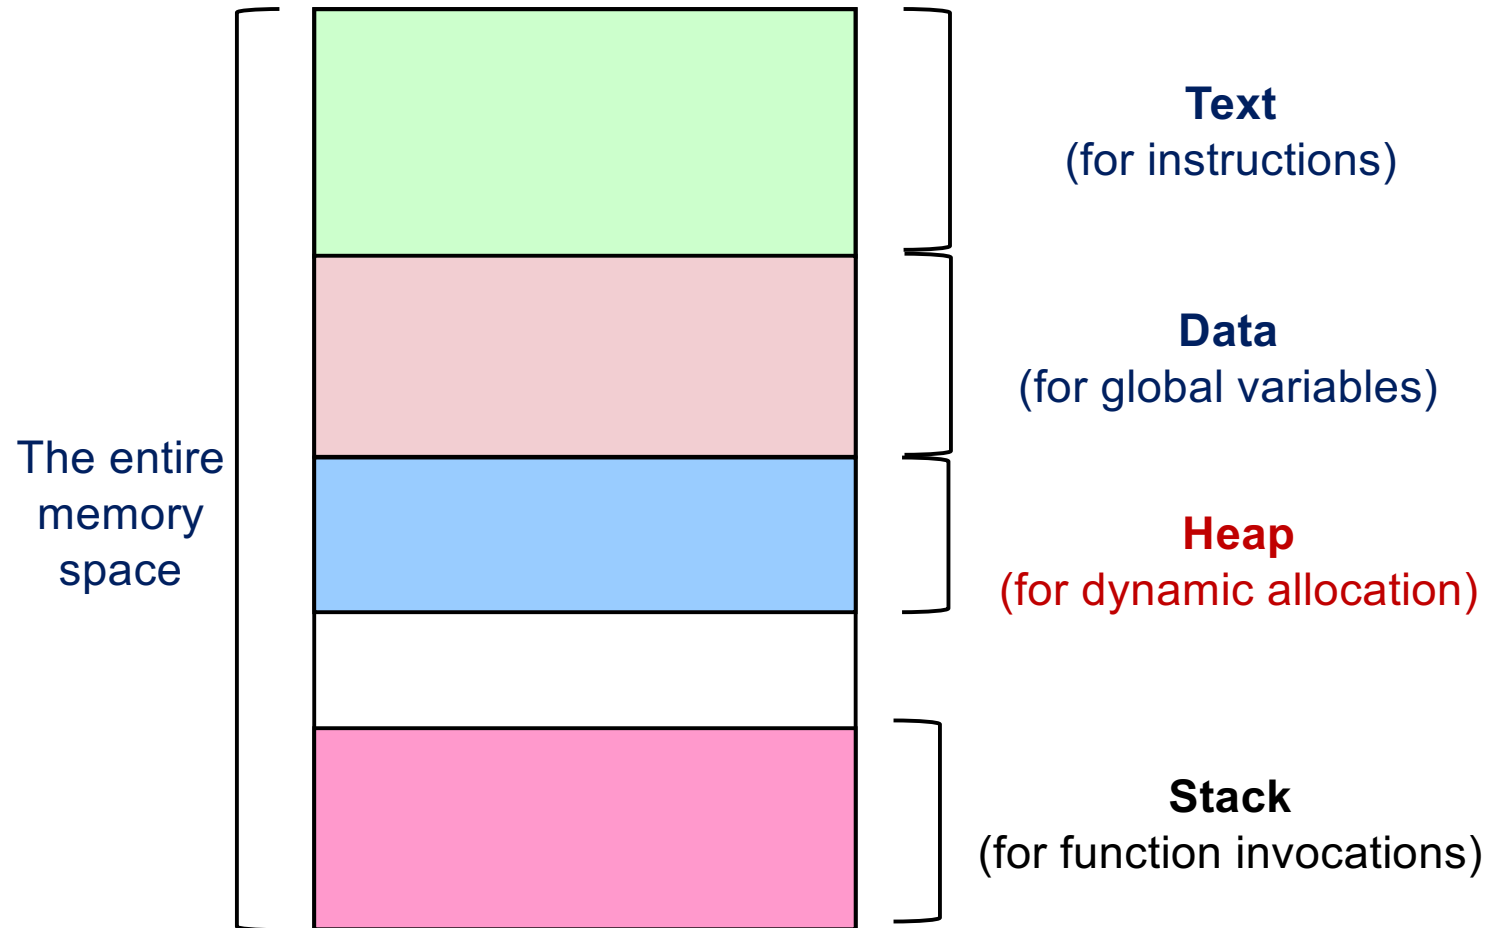 The entire
memory
space
Text
(for instructions)
Data
(for global variables)
Heap
(for dynamic allocation)
Stack
(for function invocations)